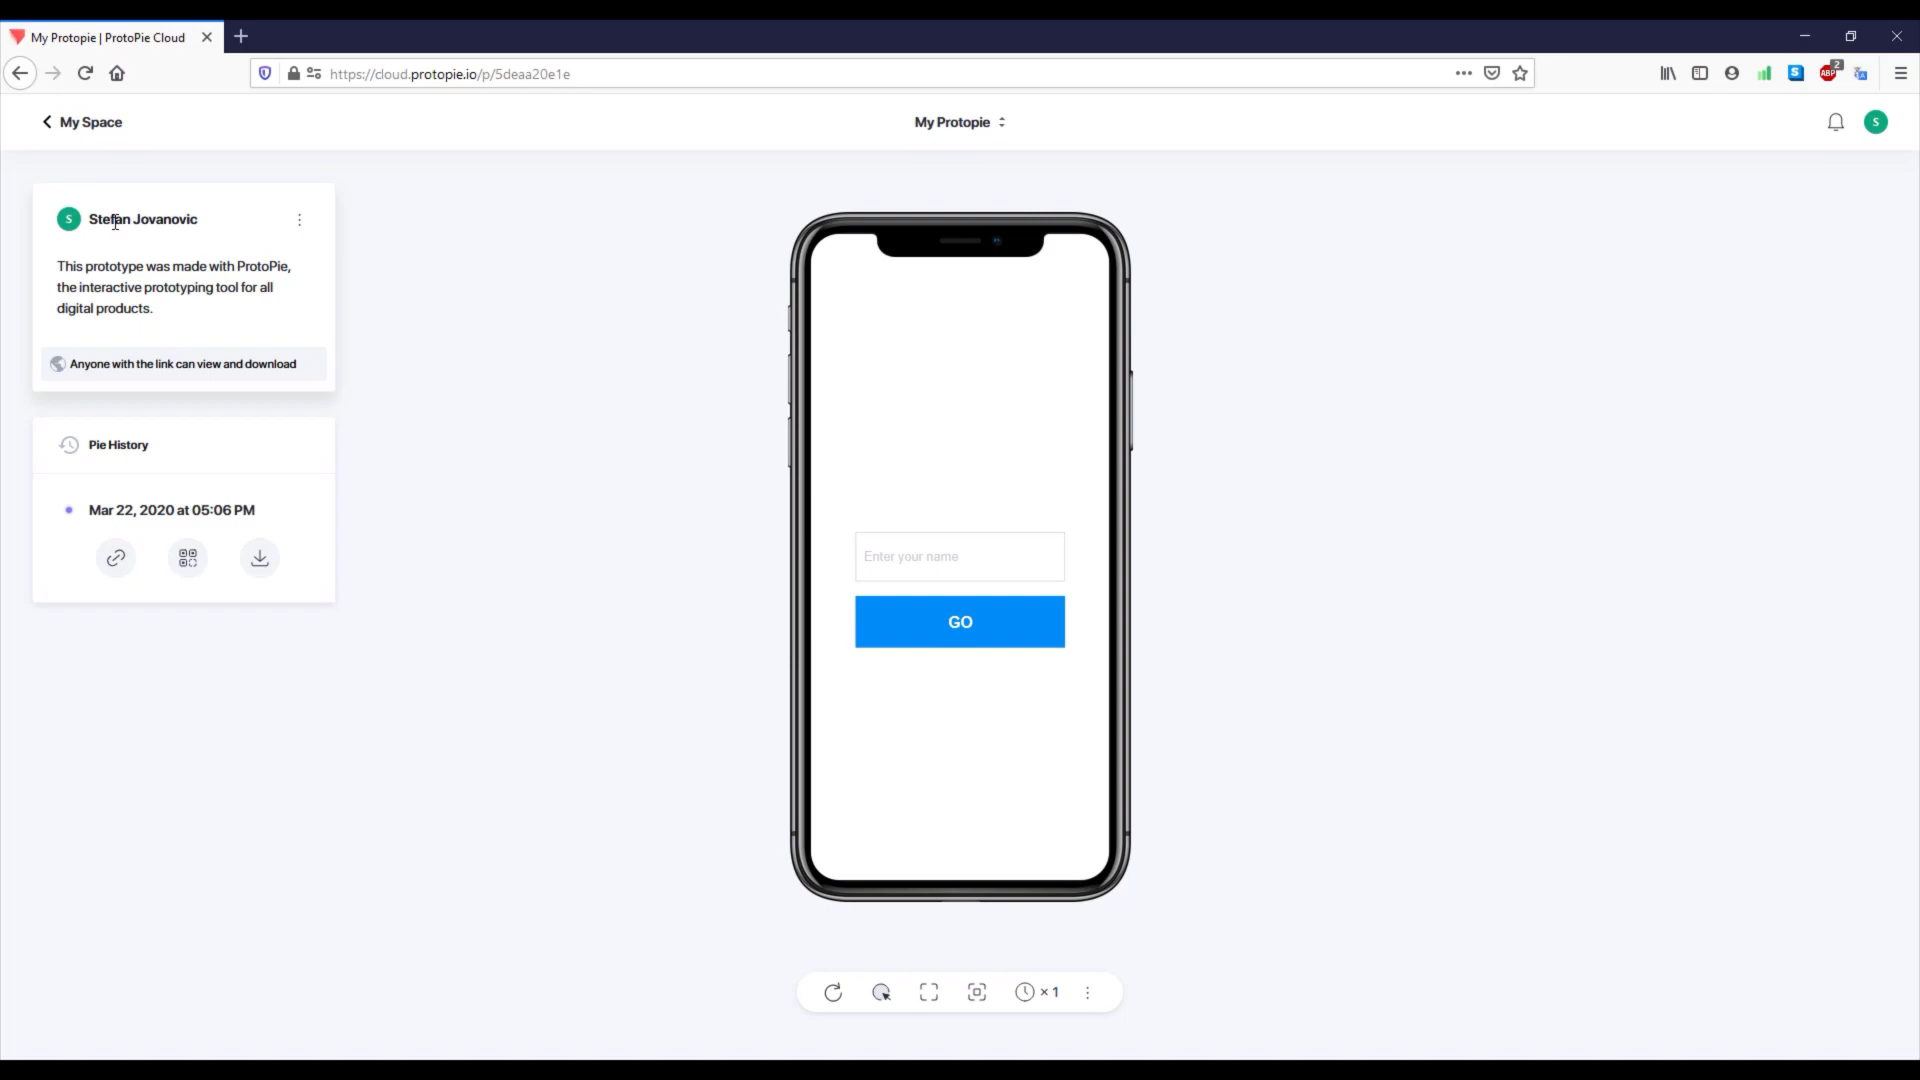 My Protopie | ProtoPie Cloud
https://cloud.protopie.io/p/5deaa20e1e
S
ABP
2
My Space
My Protopie
S
S
Stefan Jovanovic
This prototype was made with ProtoPie,
the interactive prototyping tool for all
digital products.
Anyone with the link can view and download
Pie History
Mar 22, 2020 at 05:06 PM
Enter your name
GO
× 1